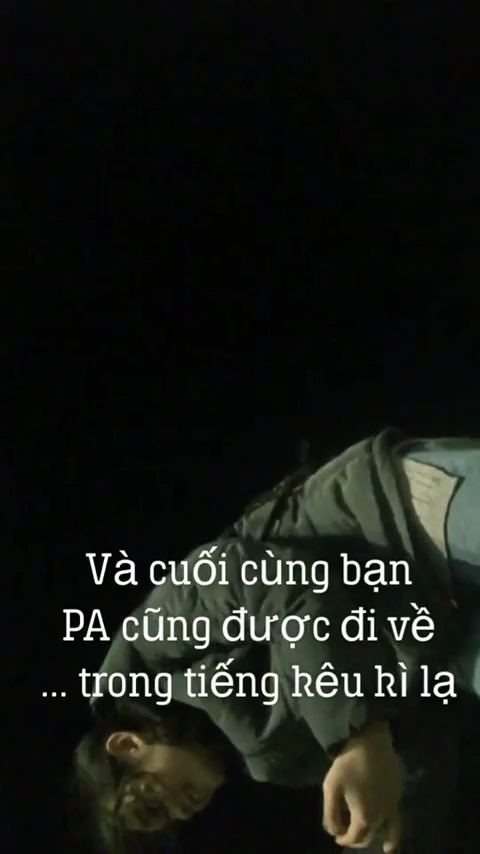 Và cuối cùng bạn
PA cũng được đi về
... trong tiếng kêu kì lạ